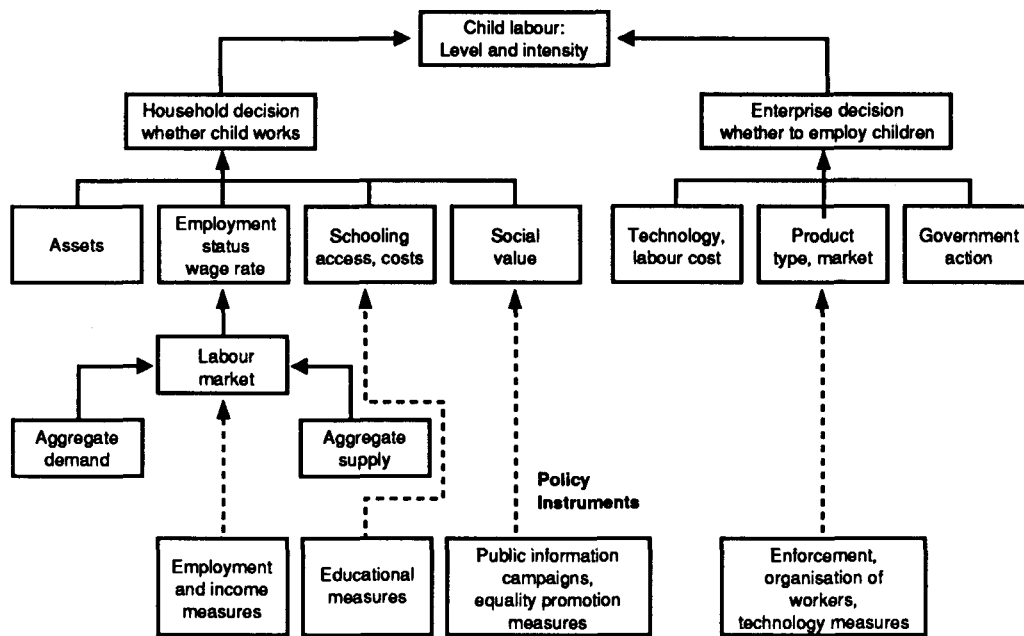 Child labour:
Level and intensity
Household decision
whether child works
Enterprise decision
whether to employ children
Assets
Employment
status
wage rate
Schooling
access, costs
Social
value
Technology,
labour cost
Product
type, market
Government
action
Labour
market
Aggregate
demand
Aggregate
supply
Policy
Instruments
Employment
and income
measures
Educational
measures
Public information
campaigns,
equality promotion
measures
Enforcement,
organisation of
workers,
technology measures